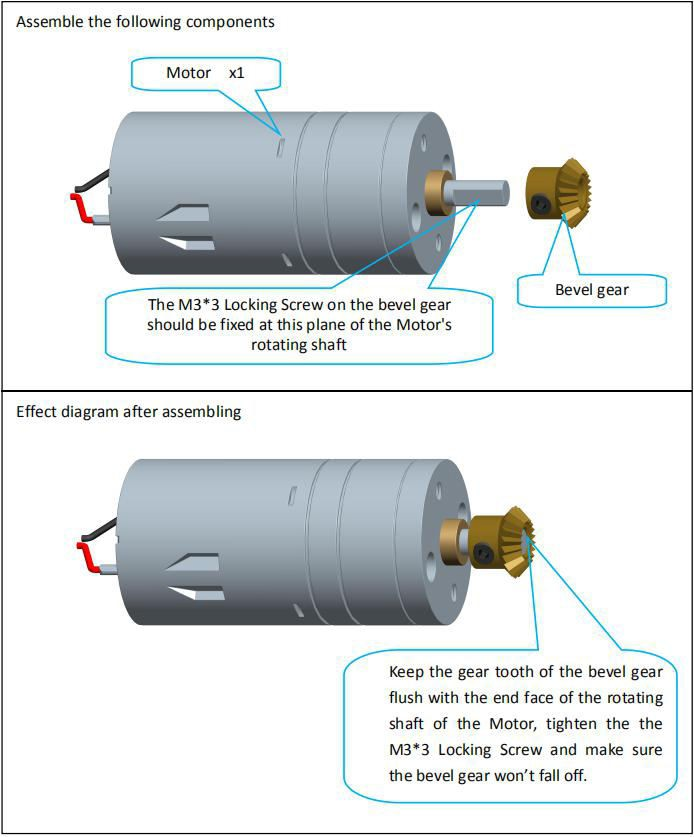 Assemble the following components
Motor x1
Bevel gear
The M3*3 Locking Screw on the bevel gear
should be fixed at this plane of the Motor's
rotating shaft
Effect diagram after assembling
Keep the gear tooth of the bevel gear
flush with the end face of the rotating
shaft of the Motor, tighten the the
M3*3 Locking Screw and make sure
the bevel gear won’t fall off.